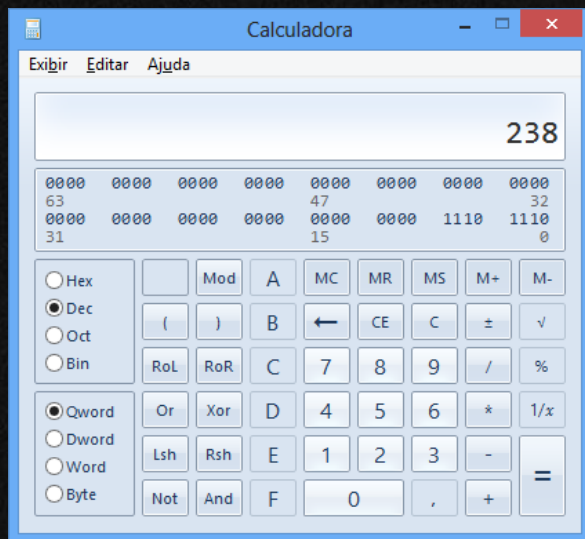 Calculadora
Exibir Editar Ajuda
238
0000 0000 0000 0000 0000 0000 0000 0000
63 47 32
0000 0000 0000 0000 0000 0000 1110 1110
31 15 0
Hex Mod A MC MR MS M+ M-
Dec ( ) B ← CE C ± √
Oct
Bin RoL RoR C 7 8 9 / %
Qword Or Xor D 4 5 6 * 1/x
Dword
Word Lsh Rsh E 1 2 3 - =
Byte Not And F 0 , +